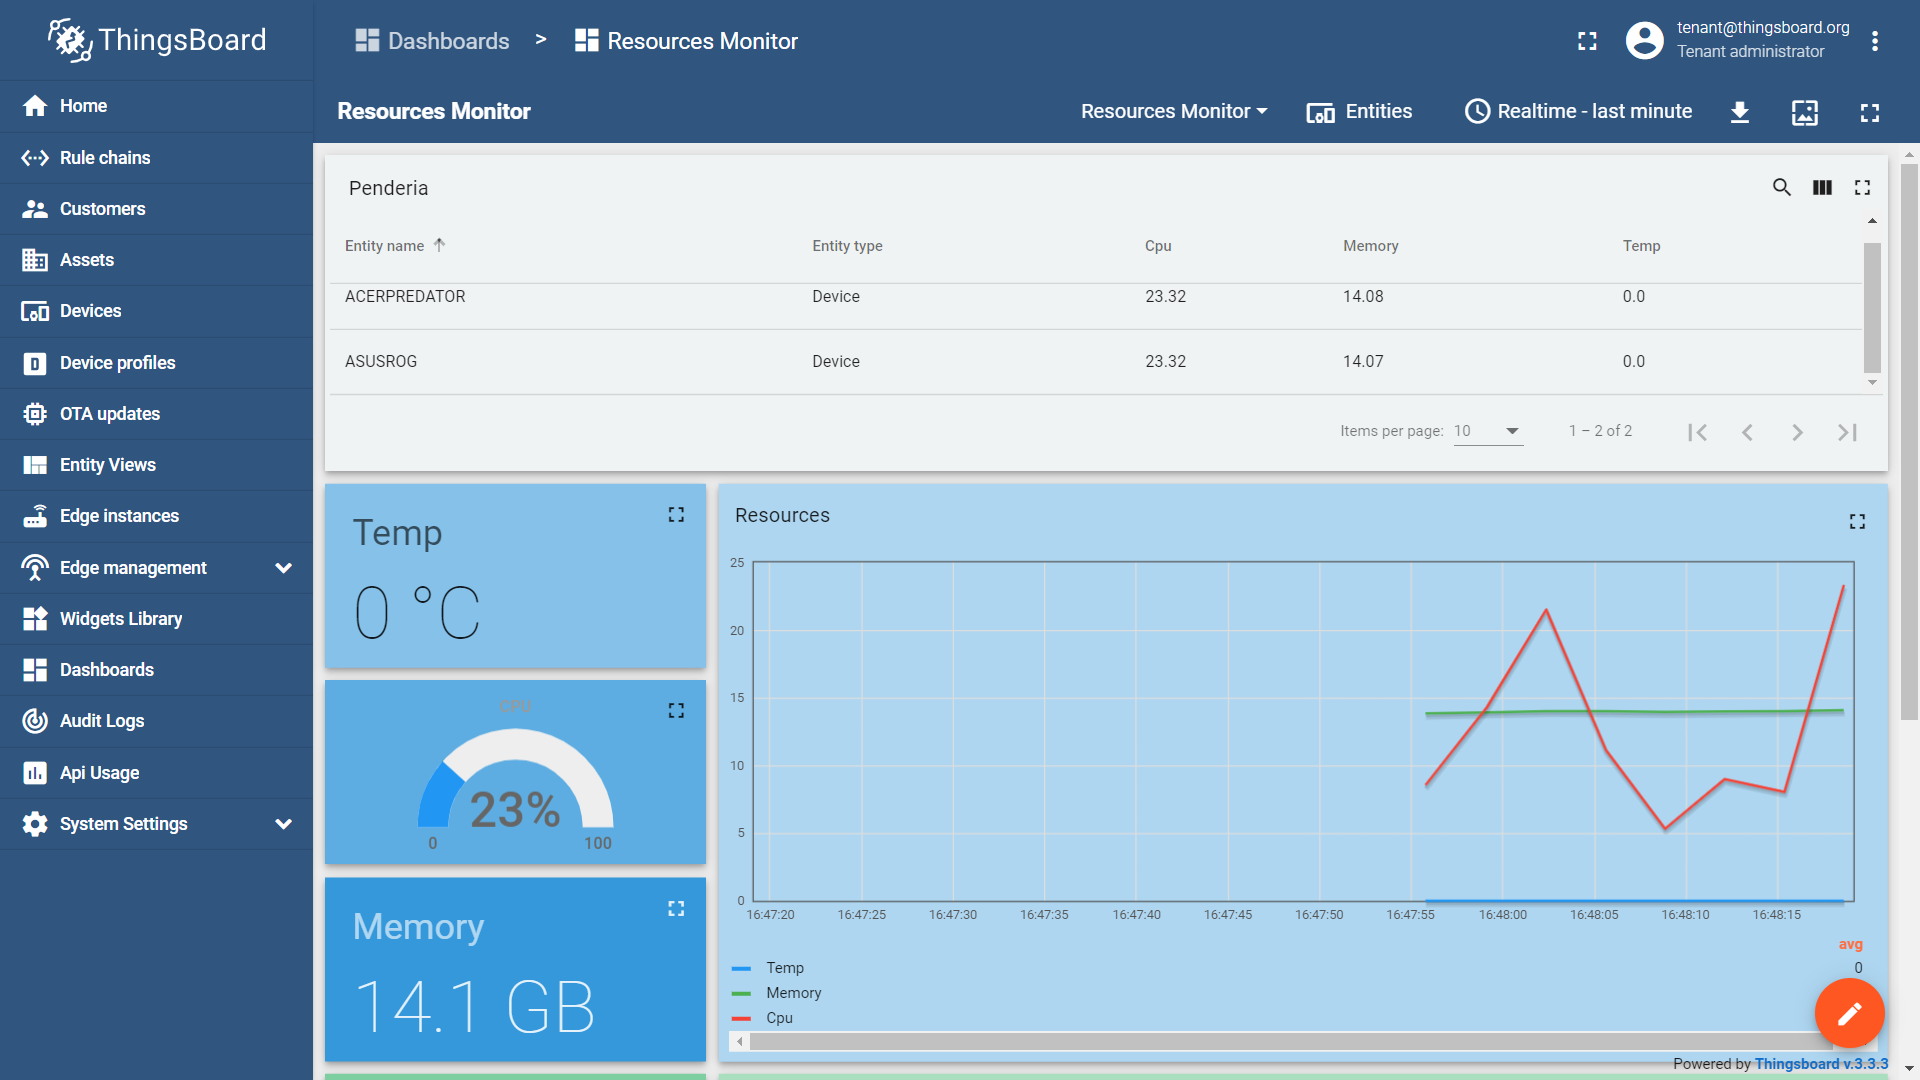 ThingsBoard
Dashboards > Resources Monitor
tenant@thingsboard.org
Tenant administrator
Home
Rule chains
Customers
Assets
Devices
Device profiles
OTA updates
Entity Views
Edge instances
Edge management
Widgets Library
Dashboards
Audit Logs
Api Usage
System Settings
Resources Monitor
Resources Monitor
Entities
Realtime - last minute
Penderia
Entity name Entity type Cpu Memory Temp
ACERPREDATOR Device 23.32 14.08 0.0
ASUSROG Device 23.32 14.07 0.0
Items per page: 10 1 – 2 of 2
Temp
0 °C
CPU
23%
0 100
Memory
14.1 GB
Resources
25
20
15
10
5
0
16:47:20 16:47:25 16:47:30 16:47:35 16:47:40 16:47:45 16:47:50 16:47:55 16:48:00 16:48:05 16:48:10 16:48:15
avg
Temp 0
Memory
Cpu
Powered by Thingsboard v.3.3.3